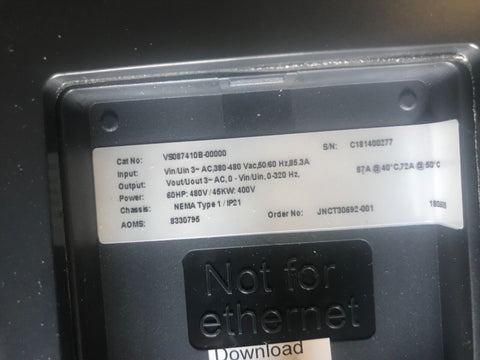 Cat No: VS087410B-00000 S/N: C181400277
Input: Vin/Uin 3~ AC,380-480 Vac,50/60 Hz,95.3A
Output: Vout/Uout 3~ AC, 0 - Vin/Uin, 0-320 Hz, 87A @40°C,72A @50°C
Power: 60HP: 480V / 45KW: 400V
Chassis: NEMA Type 1 / IP21
AOMS: 8330795 Order No: JNCT30692-001
Not for
ethernet
Download